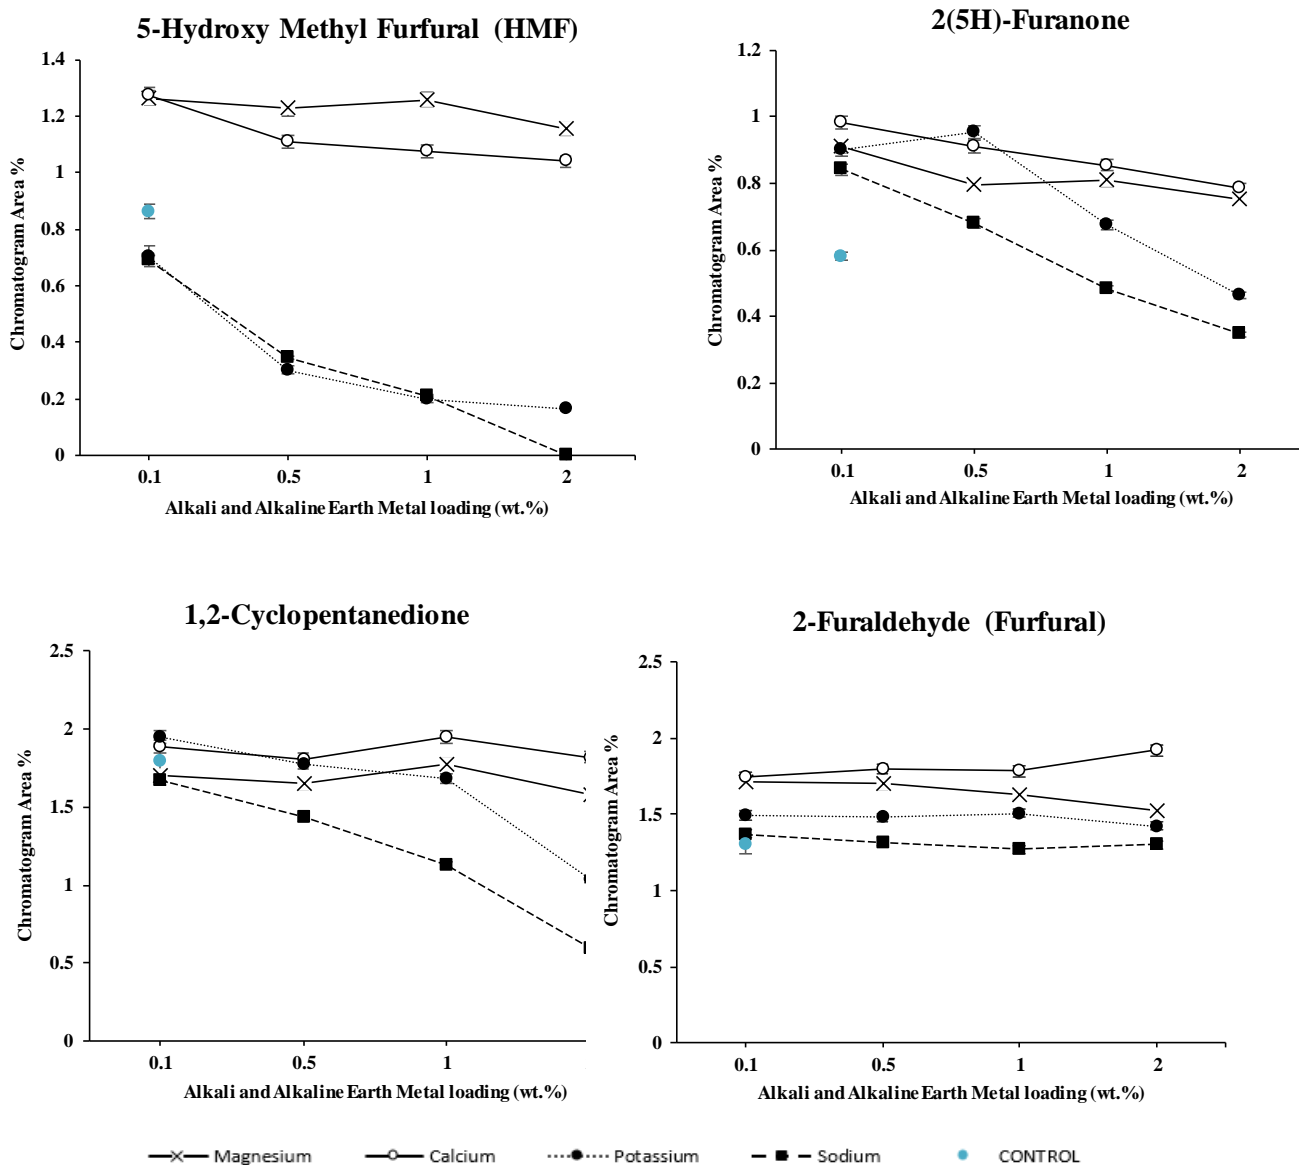 5-Hydroxy Methyl Furfural (HMF)
1.4
1.2
1
0.8
0.6
0.4
0.2
0
Chromatogram Area %
0.1 0.5 1 2
Alkali and Alkaline Earth Metal loading (wt.%)
2(5H)-Furanone
1.2
1
0.8
0.6
0.4
0.2
0
Chromatogram Area %
0.1 0.5 1 2
Alkali and Alkaline Earth Metal loading (wt.%)
1,2-Cyclopentanedione
2.5
2
1.5
1
0.5
0
Chromatogram Area %
0.1 0.5 1
Alkali and Alkaline Earth Metal loading (wt.%)
2-Furaldehyde (Furfural)
2.5
2
1.5
1
0.5
0
Chromatogram Area %
0.1 0.5 1 2
Alkali and Alkaline Earth Metal loading (wt.%)
Magnesium Calcium Potassium Sodium CONTROL